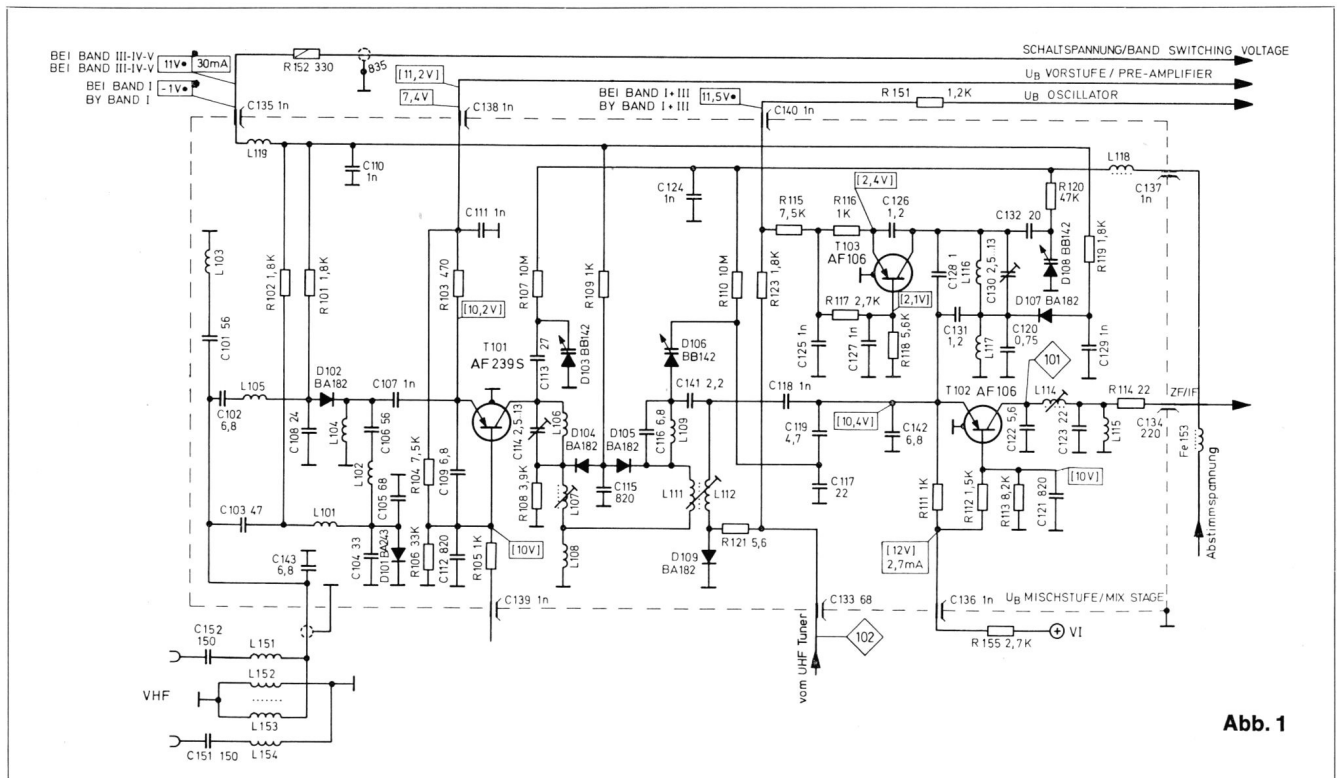 BEI BAND III-IV-V
BEI BAND III-IV-V
11V• 30mA
BEI BAND I
BY BAND I
-1V•
R152 330
835
SCHALTSPANNUNG/BAND SWITCHING VOLTAGE
[11,2V]
7,4V
UB VORSTUFE / PRE-AMPLIFIER
BEI BAND I+III
BY BAND I+III
11,5V•
R 151 1,2K
UB OSCILLATOR
C135 1n
C138 1n
C140 1n
L119
C110 1n
C124 1n
L118
C137 1n
C111 1n
L103
R102 1,8K
R101 1,8K
R103 470
[10,2V]
R107 10M
R109 1K
R110 10M
R123 1,8K
R115 7,5K
R116 1K
[2,4V]
C126 1,2
T103 AF106
[2,1V]
C128 1
L116
C130 2,5..13
C132 20
R120 47K
D108 BB142
R119 1,8K
C101 56
T101 AF239S
C113 27
D103 BB142
D106 BB142
R117 2,7K
C125 1n
C127 1n
R118 5,6K
C131 1,2
L117
D107 BA182
C120 0,75
C129 1n
101
C102 6,8
L105
D102 BA182
C107 1n
C108 24
L104
C106 56
C114 2,5..13
L106
D104 BA182
D105 BA182
C116 6,8
L109
C141 2,2
C118 1n
C119 4,7
[10,4V]
C142 6,8
T102 AF106
C122 5,6
L114
C123 22
L115
R114 22
ZF/IF
C134 220
Fe153
L102
C105 68
R104 7,5K
C109 6,8
R108 3,9K
L107
C115 820
L111
L112
C117 22
R111 1K
R112 1,5K
R113 8,2K
C121 820
[10V]
C103 47
L101
C143 6,8
C104 33
D101 BA243
R106 33K
C112 820
R105 1K
[10V]
L108
D109 BA182
R121 5,6
[12V]
2,7mA
Abstimmspannung
C139 1n
C133 68
C136 1n
UB MISCHSTUFE/MIX STAGE
C152 150
L151
L152
VHF
L153
C151 150
L154
vom UHF Tuner
102
R155 2,7K
VI
Abb. 1